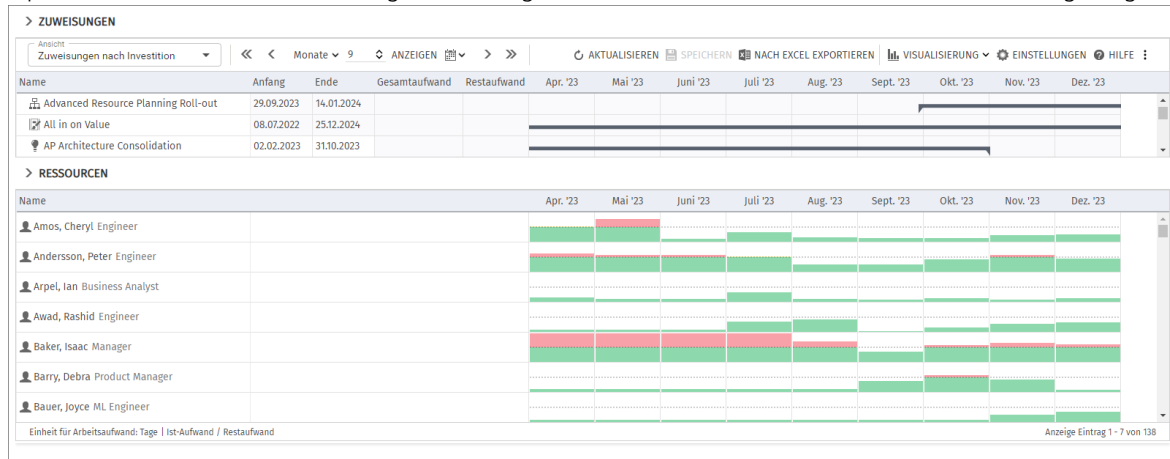 ZUWEISUNGEN
Ansicht
Zuweisungen nach Investition
Monate 9 ANZEIGEN AKTUALISIEREN SPEICHERN NACH EXCEL EXPORTIEREN VISUALISIERUNG EINSTELLUNGEN HILFE
Name Anfang Ende Gesamtaufwand Restaufwand Apr. '23 Mai '23 Juni '23 Juli '23 Aug. '23 Sept. '23 Okt. '23 Nov. '23 Dez. '23
Advanced Resource Planning Roll-out 29.09.2023 14.01.2024
All in on Value 08.07.2022 25.12.2024
AP Architecture Consolidation 02.02.2023 31.10.2023
RESSOURCEN
Name Apr. '23 Mai '23 Juni '23 Juli '23 Aug. '23 Sept. '23 Okt. '23 Nov. '23 Dez. '23
Amos, Cheryl Engineer
Andersson, Peter Engineer
Arpel, Ian Business Analyst
Awad, Rashid Engineer
Baker, Isaac Manager
Barry, Debra Product Manager
Bauer, Joyce ML Engineer
Einheit für Arbeitsaufwand: Tage | Ist-Aufwand / Restaufwand Anzeige Eintrag 1 - 7 von 138